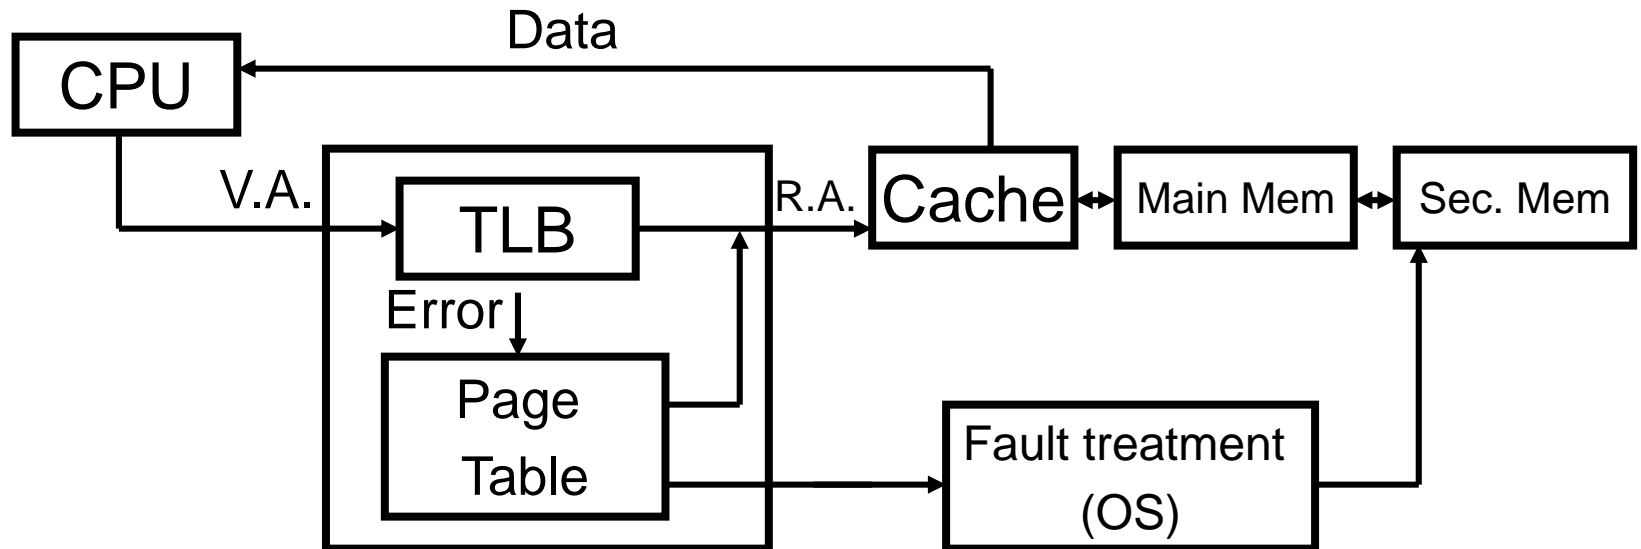 Data
CPU
V.A.
TLB
R.A.
Cache
Main Mem
Sec. Mem
Error
Page
Table
Fault treatment
(OS)